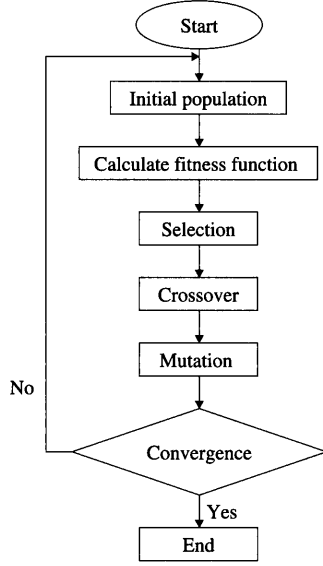 Start
Initial population
Calculate fitness function
Selection
Crossover
Mutation
No
Convergence
Yes
End